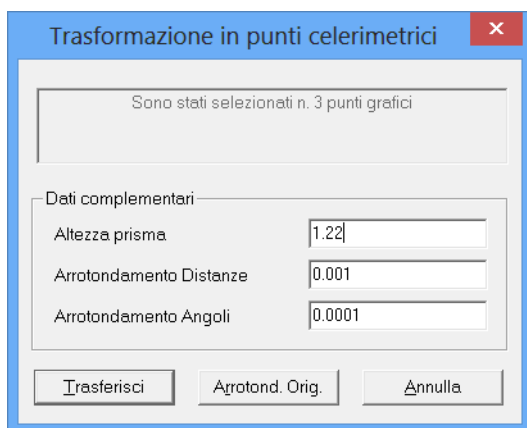 Trasformazione in punti celerimetrici
Sono stati selezionati n. 3 punti grafici
Dati complementari
Altezza prisma 1.22
Arrotondamento Distanze 0.001
Arrotondamento Angoli 0.0001
Trasferisci Arrotond. Orig. Annulla